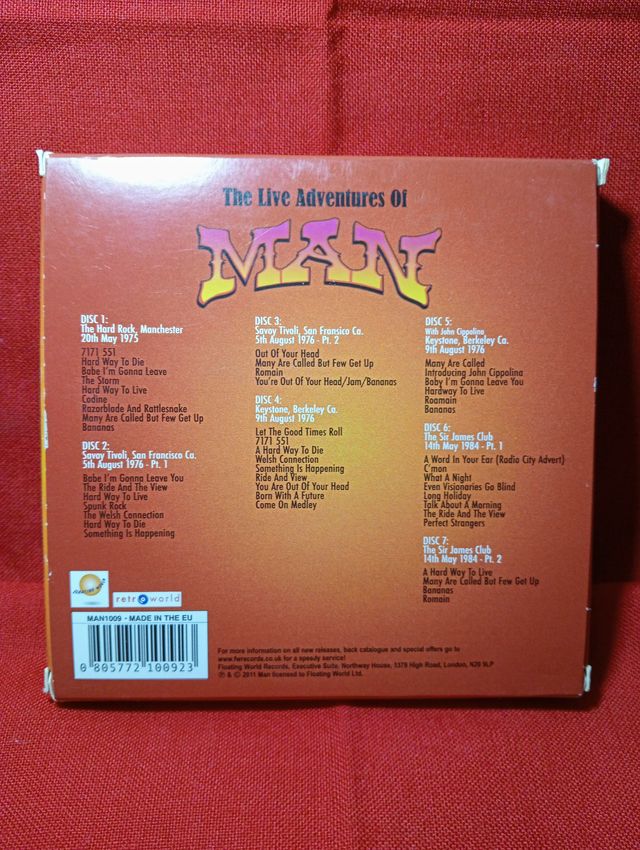 The Live Adventures Of
MAN
DISC 1:
The Hard Rock, Manchester
20th May 1975
7171 551
Hard Way To Die
Babe I'm Gonna Leave
The Storm
Hard Way To Live
Codine
Razorblade And Rattlesnake
Many Are Called But Few Get Up
Bananas
DISC 2:
Savoy Tivoli, San Francisco Ca.
5th August 1976 - Pt. 1
Babe I'm Gonna Leave You
The Ride And The View
Hard Way To Live
Spunk Rock
The Welsh Connection
Hard Way To Die
Something Is Happening
DISC 3:
Savoy Tivoli, San Fransico Ca.
5th August 1976 - Pt. 2
Out Of Your Head
Many Are Called But Few Get Up
Romain
You're Out Of Your Head/Jam/Bananas
DISC 4:
Keystone, Berkeley Ca.
9th August 1976
Let The Good Times Roll
7171 551
A Hard Way To Die
Welsh Connection
Something Is Happening
Ride And View
You Are Out Of Your Head
Born With A Future
Come On Medley
DISC 5:
With John Cippolina
Keystone, Berkeley Ca.
9th August 1976
Many Are Called
Introducing John Cippolina
Baby I'm Gonna Leave You
Hardway To Live
Roamain
Bananas
DISC 6:
The Sir James Club
14th May 1984 - Pt. 1
A Word In Your Ear (Radio City Advert)
C'mon
What A Night
Even Visionaries Go Blind
Long Holiday
Talk About A Morning
The Ride And The View
Perfect Strangers
DISC 7:
The Sir James Club
14th May 1984 - Pt. 2
A Hard Way To Live
Many Are Called But Few Get Up
Bananas
Romain
FLOATING WORLD
retroworld
MAN1009 - MADE IN THE EU
0 805772 100923
For more information on all new releases, back catalogue and special offers go to
www.fwrecords.co.uk for a speedy service!
Floating World Records, Executive Suite, Northway House, 1379 High Road, London, N20 9LP
℗ & © 2011 Man licensed to Floating World Ltd.